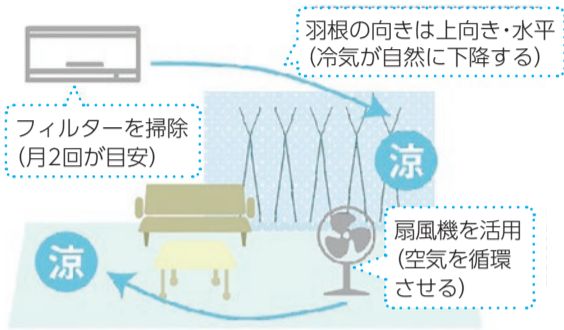 羽根の向きは上向き・水平
(冷気が自然に下降する)
フィルターを掃除
(月2回が目安)
涼
扇風機を活用
(空気を循環
させる)
涼